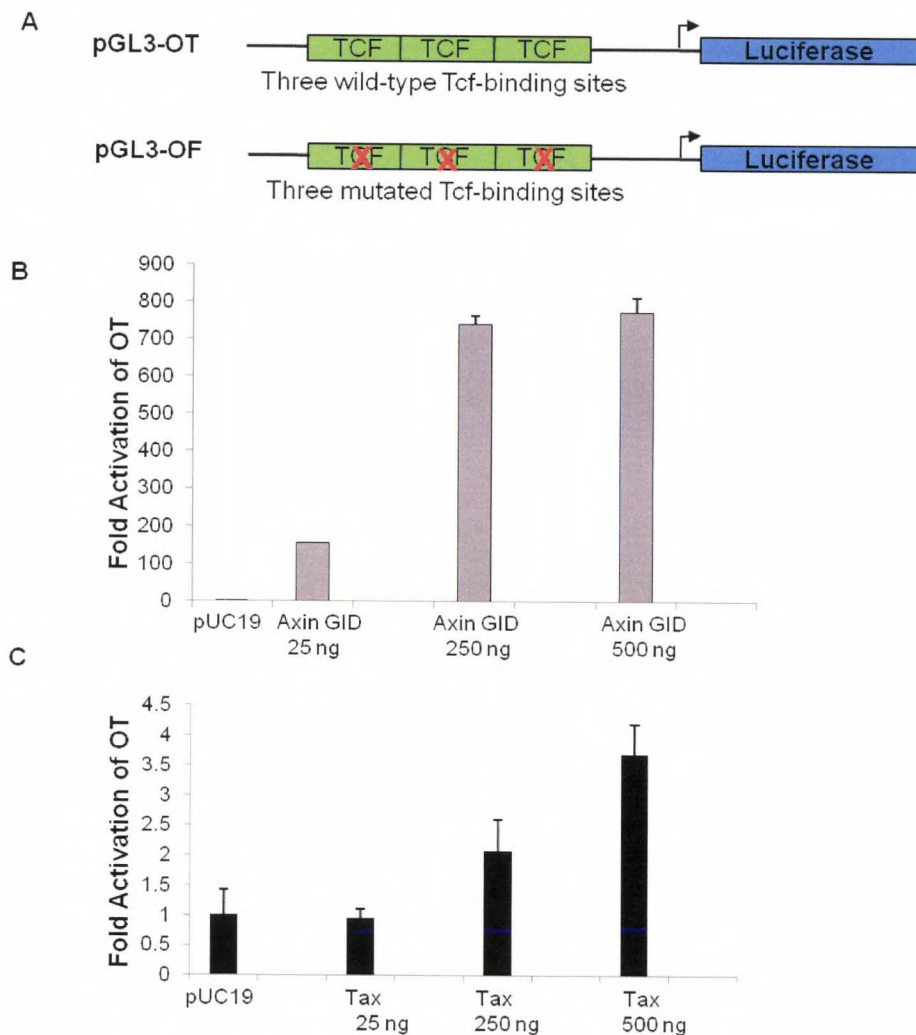 A
pGL3-OT
TCF TCF TCF
Luciferase
Three wild-type Tcf-binding sites
pGL3-OF
TCF TCF TCF
Luciferase
Three mutated Tcf-binding sites
B
Fold Activation of OT
900
800
700
600
500
400
300
200
100
0
pUC19 Axin GID Axin GID Axin GID
25 ng 250 ng 500 ng
C
Fold Activation of OT
4.5
4
3.5
3
2.5
2
1.5
1
0.5
0
pUC19 Tax Tax Tax
25 ng 250 ng 500 ng